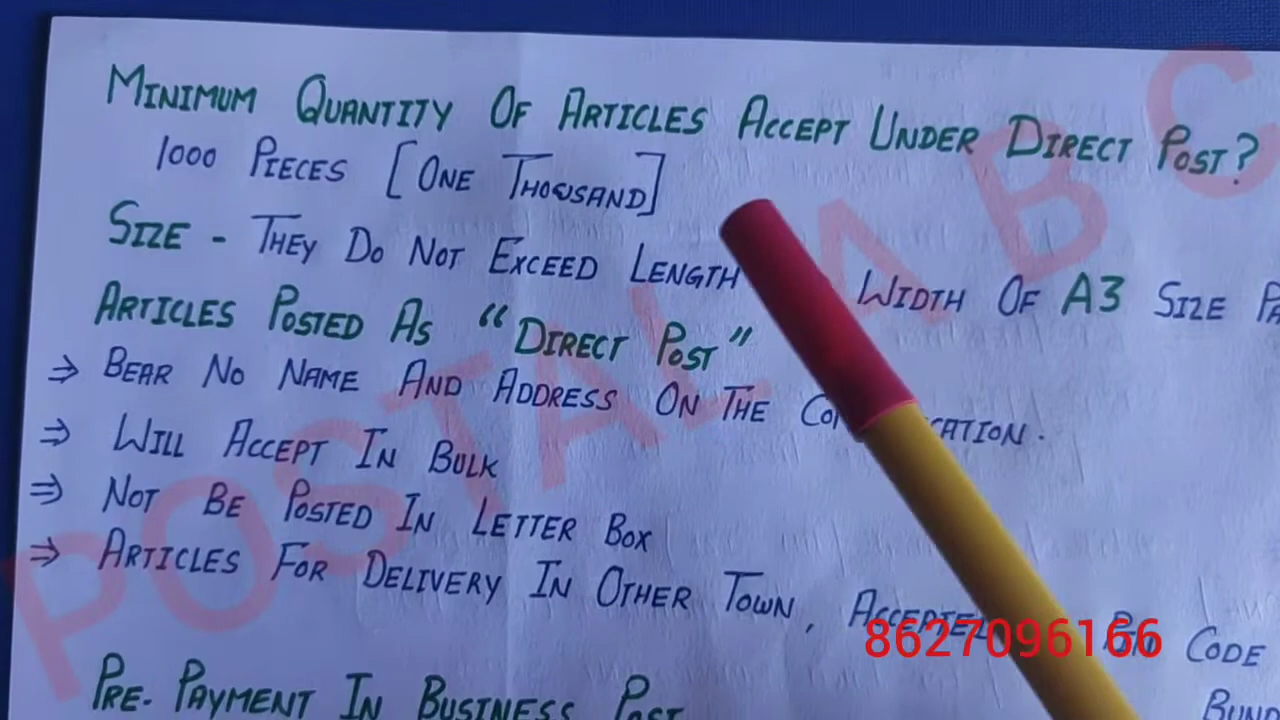 MINIMUM QUANTITY OF ARTICLES ACCEPT UNDER DIRECT POST?
1000 PIECES [ONE THOUSAND]
SIZE - THEY DO NOT EXCEED LENGTH WIDTH OF A3 SIZE
ARTICLES POSTED AS "DIRECT POST"
⇒ BEAR NO NAME AND ADDRESS ON THE
⇒ WILL ACCEPT IN BULK
⇒ NOT BE POSTED IN LETTER BOX
⇒ ARTICLES FOR DELIVERY IN OTHER TOWN, CODE
8627096166
PRE-PAYMENT IN BUSINESS POST
POSTAL ABC